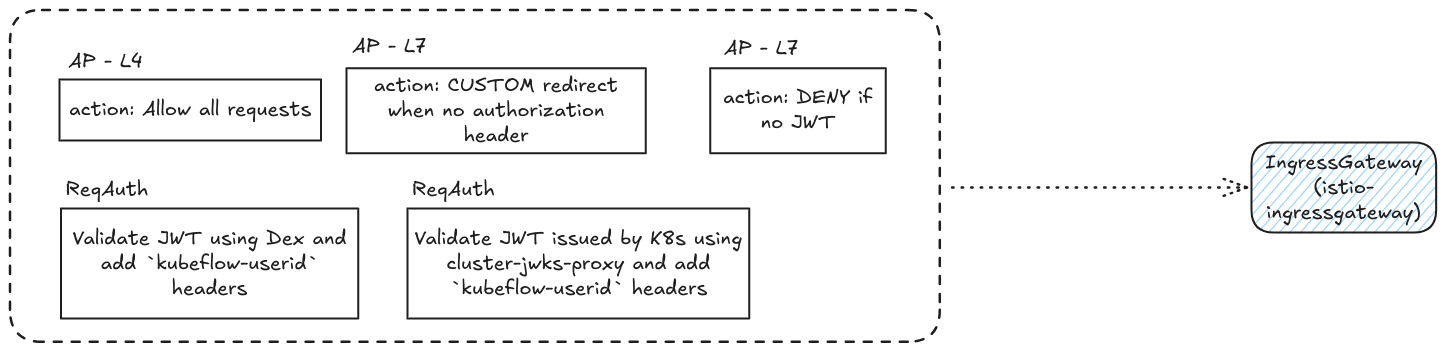 AP - L4
action: Allow all requests
AP - L7
action: CUSTOM redirect
when no authorization
header
AP - L7
action: DENY if
no JWT
ReqAuth
Validate JWT using Dex and
add `kubeflow-userid`
headers
ReqAuth
Validate JWT issued by K8s using
cluster-jwks-proxy and add
`kubeflow-userid` headers
IngressGateway
(istio-
ingressgateway)